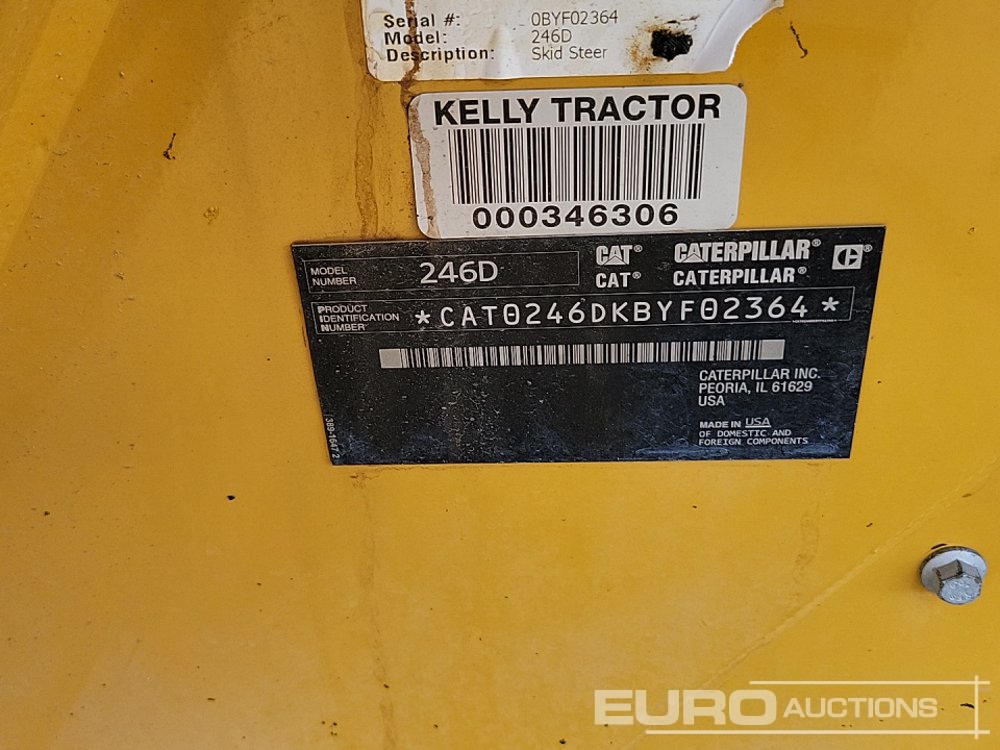 Serial #: 0BYF02364
Model: 246D
Description: Skid Steer
KELLY TRACTOR
000346306
MODEL NUMBER 246D
CAT® CATERPILLAR® C®
CAT® CATERPILLAR®
PRODUCT IDENTIFICATION NUMBER *CAT0246DKBYF02364*
CATERPILLAR INC.
PEORIA, IL 61629
USA
MADE IN USA
OF DOMESTIC AND
FOREIGN COMPONENTS
389-1647 2
EURO AUCTIONS